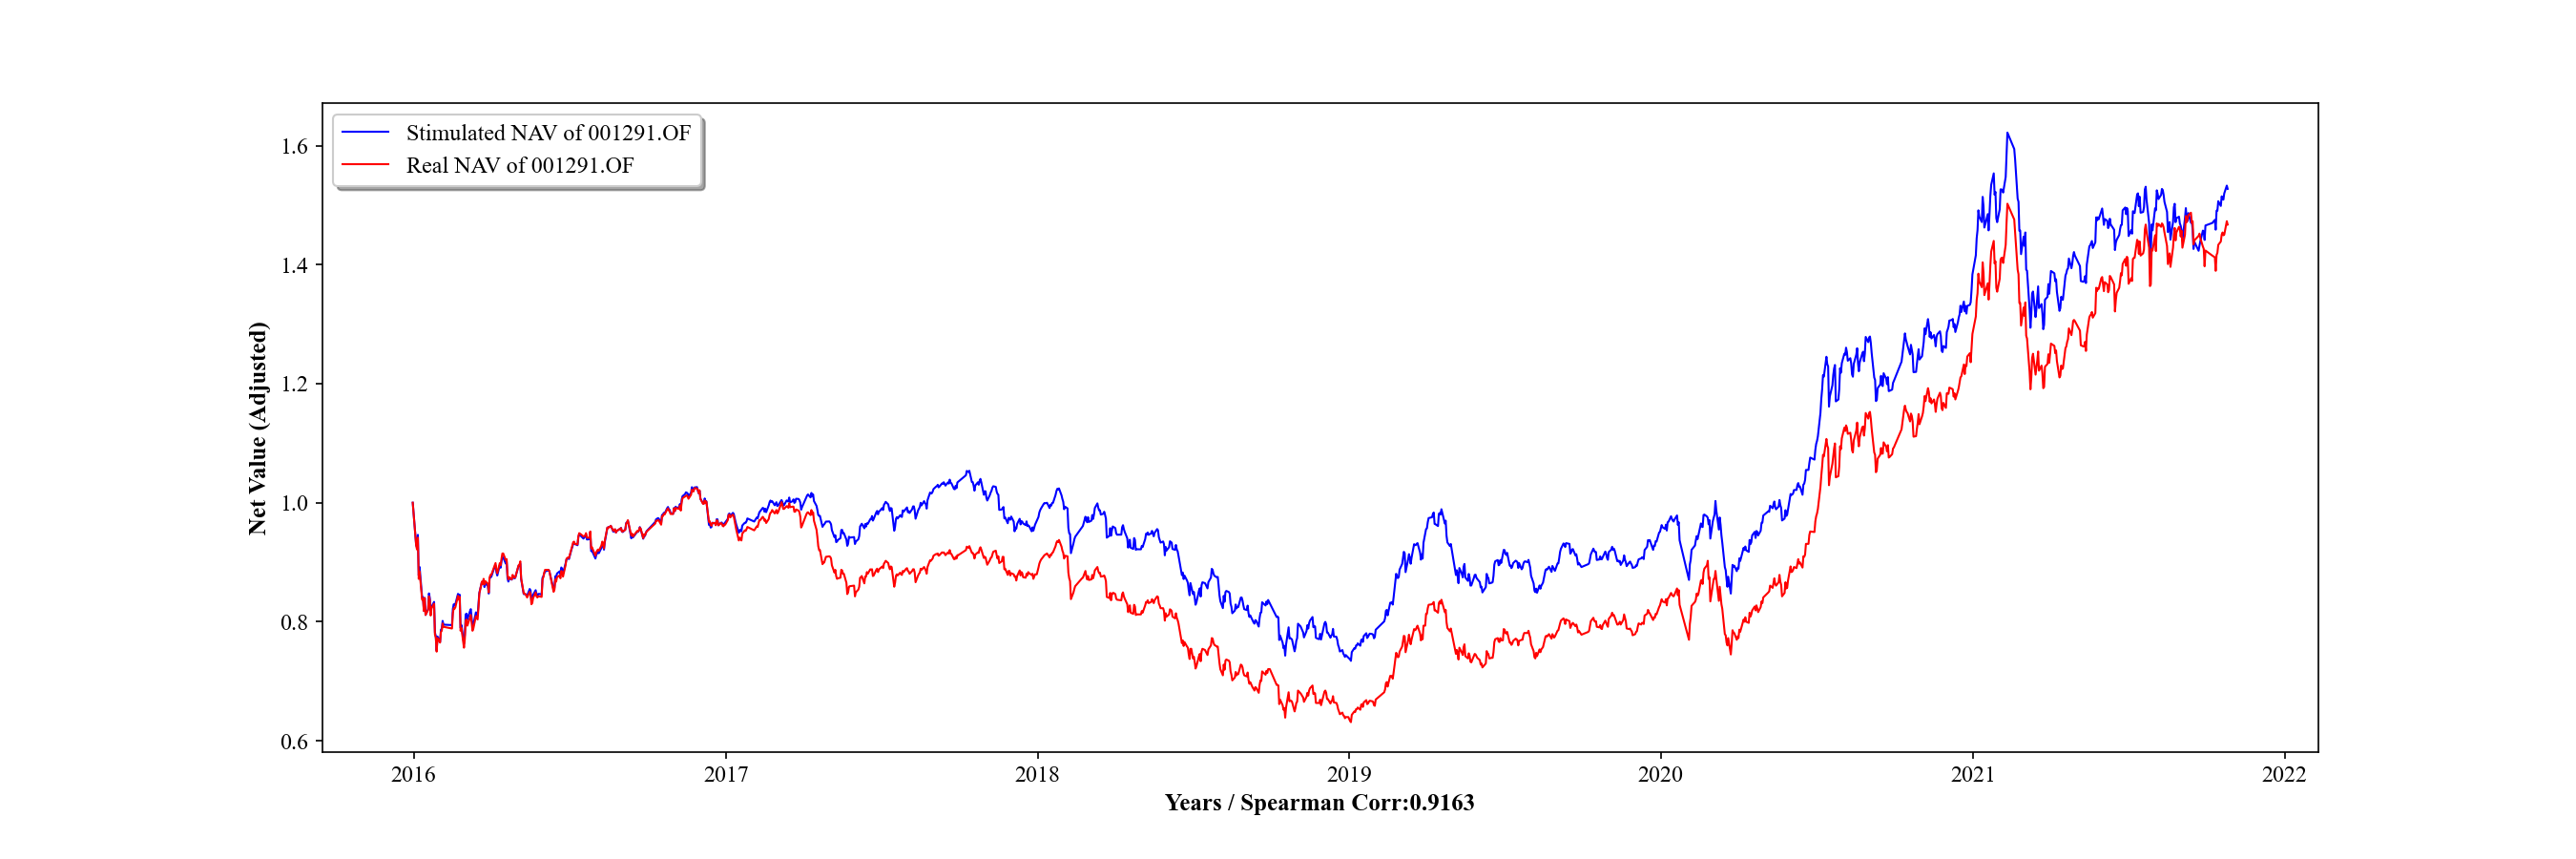 Stimulated NAV of 001291.OF
Real NAV of 001291.OF
1.6
1.4
1.2
1.0
0.8
0.6
Net Value (Adjusted)
2016 2017 2018 2019 2020 2021 2022
Years / Spearman Corr:0.9163